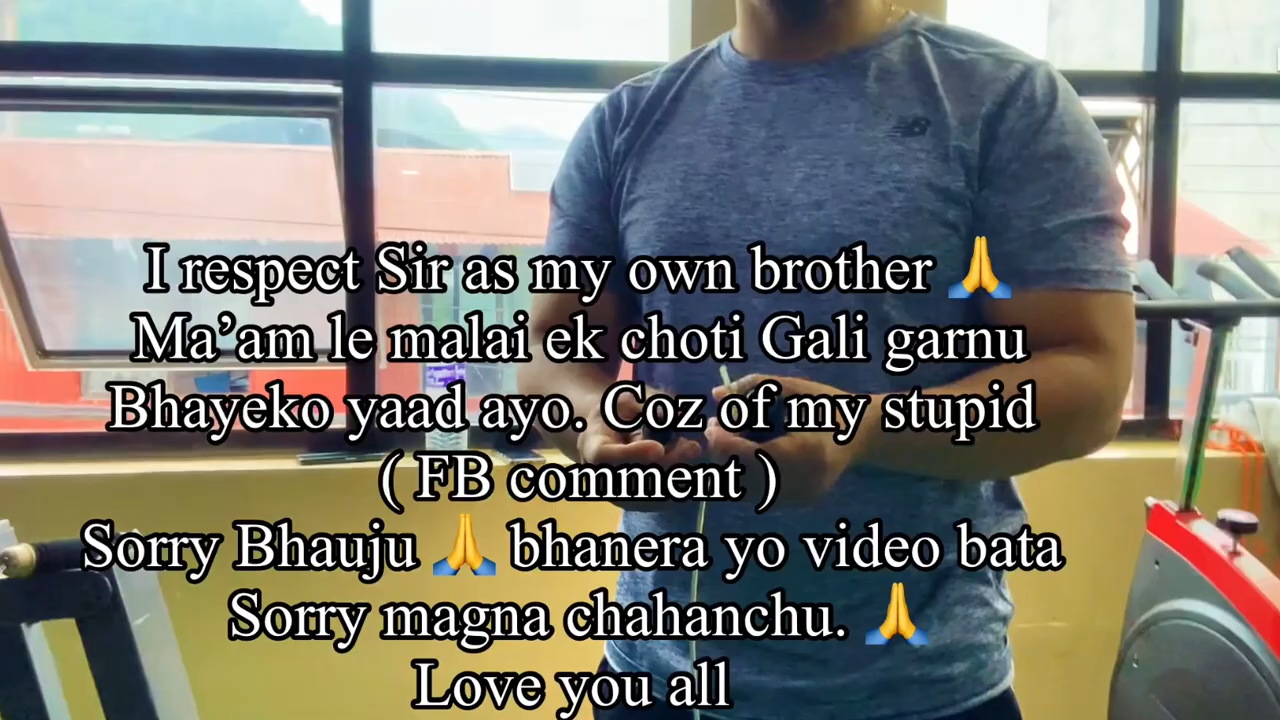 I respect Sir as my own brother 🙏
Ma’am le malai ek choti Gali garnu
Bhayeko yaad ayo. Coz of my stupid
( FB comment )
Sorry Bhauju 🙏 bhanera yo video bata
Sorry magna chahanchu. 🙏
Love you all